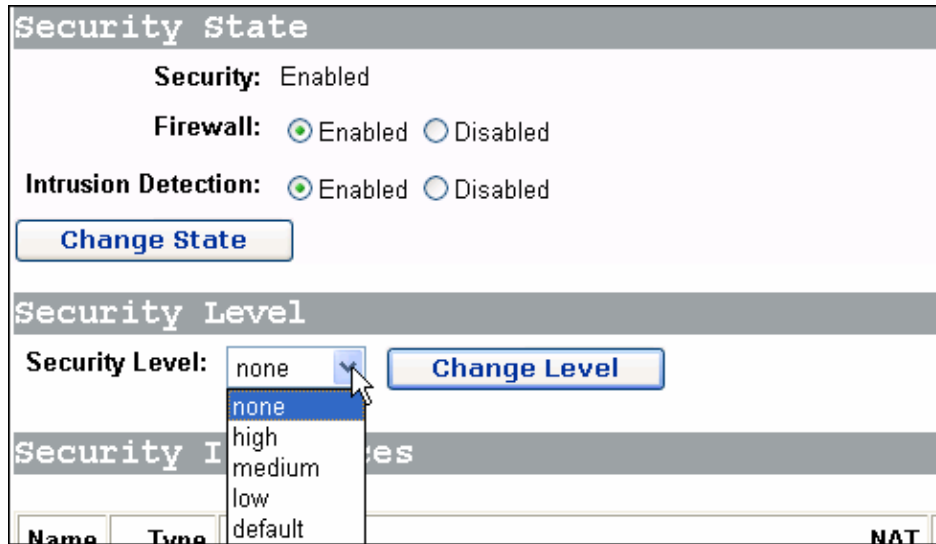 Security State
Security: Enabled
Firewall: Enabled Disabled
Intrusion Detection: Enabled Disabled
Change State
Security Level
Security Level: none Change Level
none
high
Security
medium
low
default
Name Type NAT